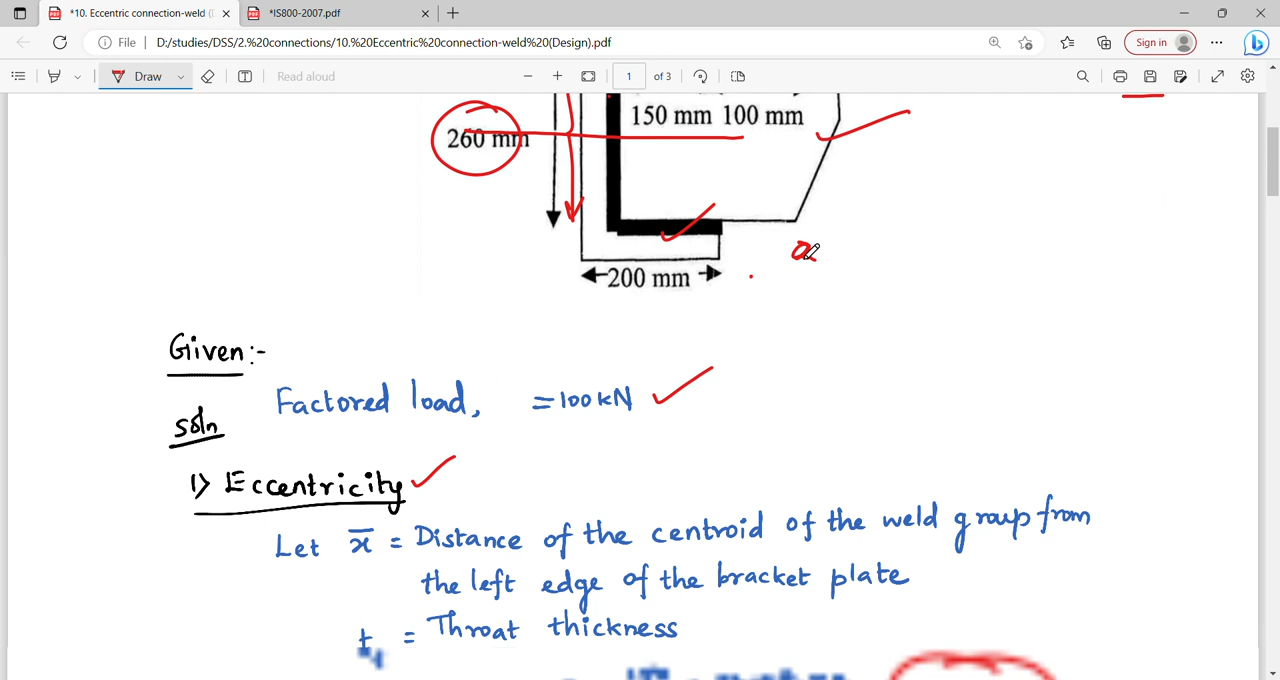 *10. Eccentric connection-weld (
*IS800-2007.pdf
File D:/studies/DSS/2.%20connections/10.%20Eccentric%20connection-weld%20(Design).pdf
Sign in
Draw
Read aloud
1 of 3
150 mm 100 mm
260 mm
200 mm
Given:-
Factored load, = 100 kN
Soln
1) Eccentricity
Let x̅ = Distance of the centroid of the weld group from
the left edge of the bracket plate
t = Throat thickness